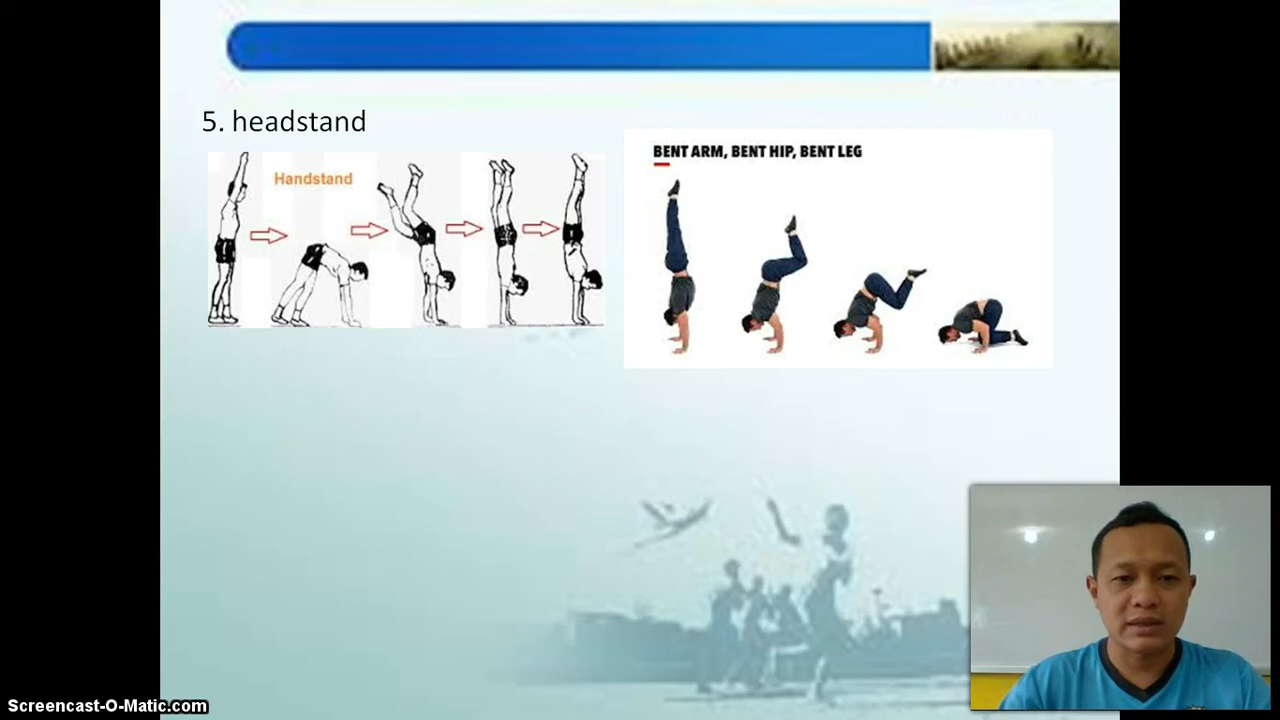 5. headstand
Handstand
BENT ARM, BENT HIP, BENT LEG
Screencast-O-Matic.com